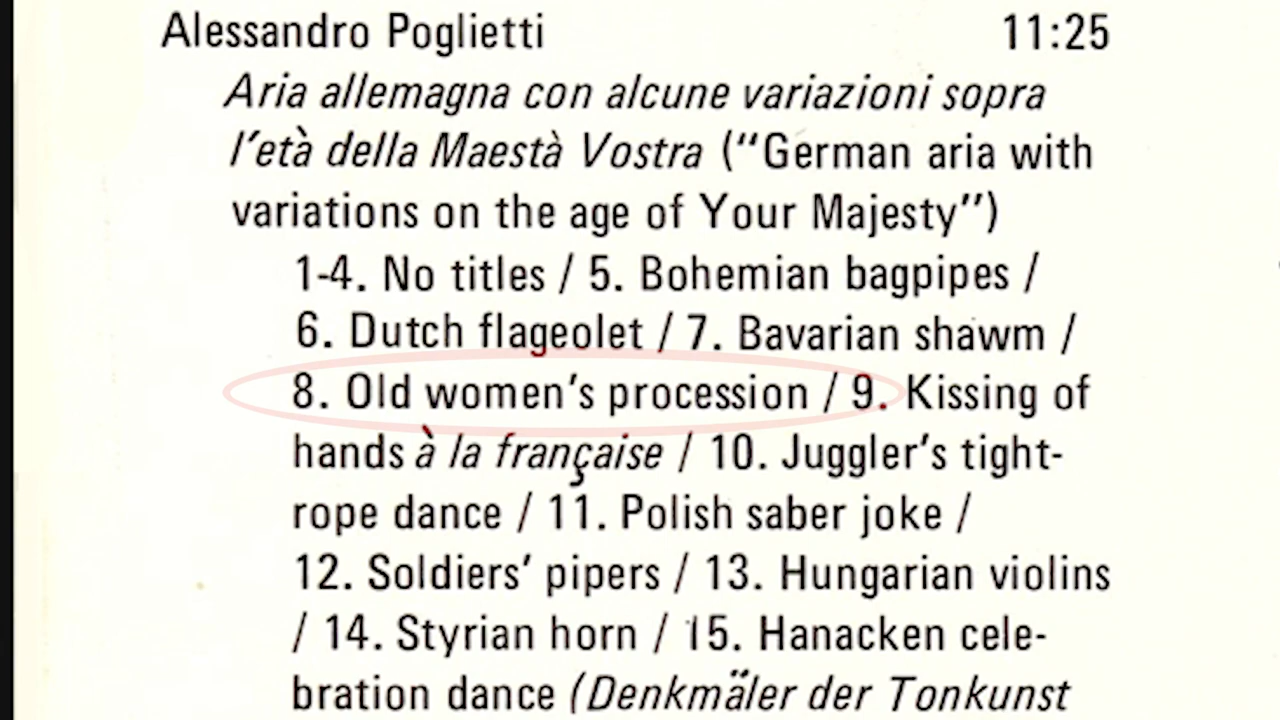 Alessandro Poglietti 11:25
Aria allemagna con alcune variazioni sopra
l'età della Maestà Vostra ("German aria with
variations on the age of Your Majesty")
1-4. No titles / 5. Bohemian bagpipes /
6. Dutch flageolet / 7. Bavarian shawm /
8. Old women's procession / 9. Kissing of
hands à la française / 10. Juggler's tight-
rope dance / 11. Polish saber joke /
12. Soldiers' pipers / 13. Hungarian violins
/ 14. Styrian horn / 15. Hanacken cele-
bration dance (Denkmäler der Tonkunst